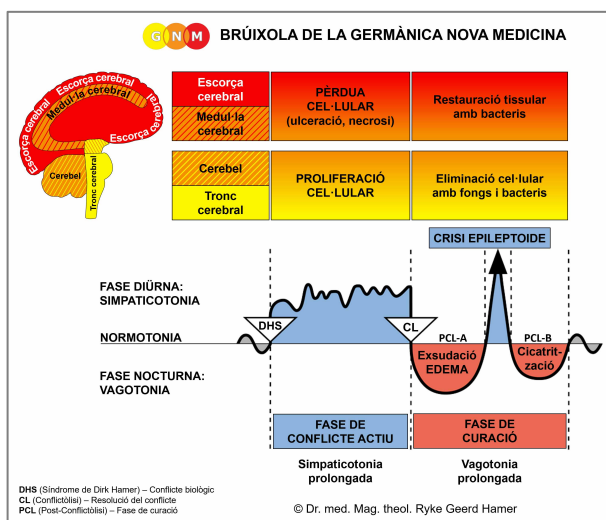 G N M
BRÚIXOLA DE LA GERMÀNICA NOVA MEDICINA
Escorça cerebral
Medul·la cerebral
Escorça cerebral
Escorça cerebral
Escorça cerebral
Cerebel
Tronc cerebral
Escorça
cerebral
Medul·la
cerebral
PÈRDUA
CEL·LULAR
(ulceració, necrosi)
Restauració tissular
amb bacteris
Cerebel
Tronc
cerebral
PROLIFERACIÓ
CEL·LULAR
Eliminació cel·lular
amb fongs i bacteris
CRISI EPILEPTOIDE
FASE DIÜRNA:
SIMPATICOTONIA
DHS
CL
NORMOTONIA
PCL-A
PCL-B
Exsudació
EDEMA
Cicatrit-
zació
FASE NOCTURNA:
VAGOTONIA
FASE DE
CONFLICTE ACTIU
FASE DE
CURACIÓ
Simpaticotonia
prolongada
Vagotonia
prolongada
DHS (Síndrome de Dirk Hamer) – Conflicte biològic
CL (Conflictòlisi) – Resolució del conflicte
PCL (Post-Conflictòlisi) – Fase de curació
© Dr. med. Mag. theol. Ryke Geerd Hamer